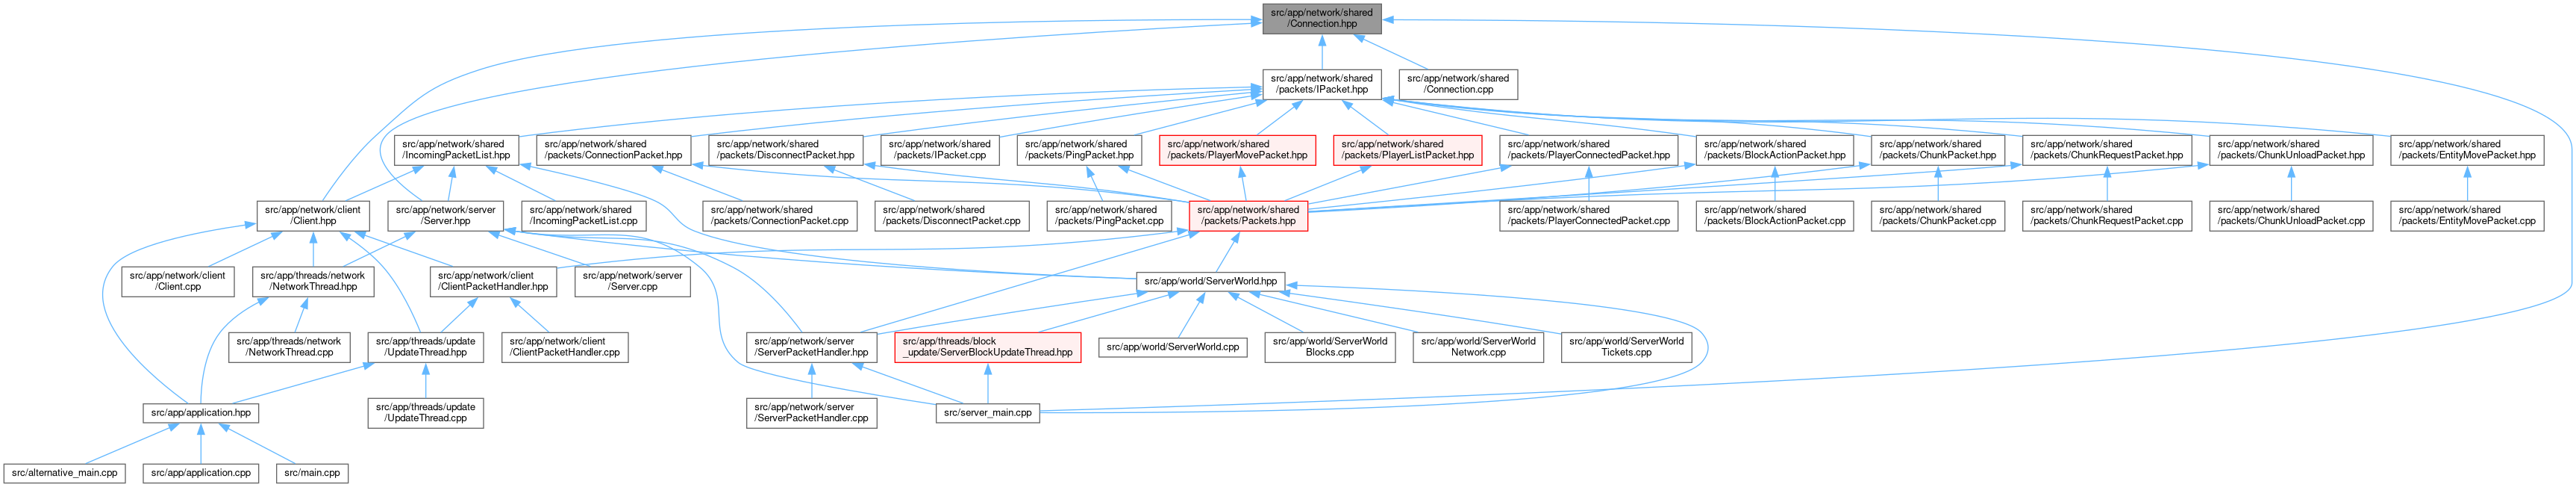 src/app/network/shared
/Connection.hpp
src/app/network/shared
/packets/IPacket.hpp
src/app/network/shared
/Connection.cpp
src/app/network/shared
/IncomingPacketList.hpp
src/app/network/shared
/packets/ConnectionPacket.hpp
src/app/network/shared
/packets/DisconnectPacket.hpp
src/app/network/shared
/packets/IPacket.cpp
src/app/network/shared
/packets/PingPacket.hpp
src/app/network/shared
/packets/PlayerMovePacket.hpp
src/app/network/shared
/packets/PlayerListPacket.hpp
src/app/network/shared
/packets/PlayerConnectedPacket.hpp
src/app/network/shared
/packets/BlockActionPacket.hpp
src/app/network/shared
/packets/ChunkPacket.hpp
src/app/network/shared
/packets/ChunkRequestPacket.hpp
src/app/network/shared
/packets/ChunkUnloadPacket.hpp
src/app/network/shared
/packets/EntityMovePacket.hpp
src/app/network/client
/Client.hpp
src/app/network/server
/Server.hpp
src/app/network/shared
/IncomingPacketList.cpp
src/app/network/shared
/packets/ConnectionPacket.cpp
src/app/network/shared
/packets/DisconnectPacket.cpp
src/app/network/shared
/packets/PingPacket.cpp
src/app/network/shared
/packets/Packets.hpp
src/app/network/shared
/packets/PlayerConnectedPacket.cpp
src/app/network/shared
/packets/BlockActionPacket.cpp
src/app/network/shared
/packets/ChunkPacket.cpp
src/app/network/shared
/packets/ChunkRequestPacket.cpp
src/app/network/shared
/packets/ChunkUnloadPacket.cpp
src/app/network/shared
/packets/EntityMovePacket.cpp
src/app/network/client
/Client.cpp
src/app/threads/network
/NetworkThread.hpp
src/app/network/client
/ClientPacketHandler.hpp
src/app/network/server
/Server.cpp
src/app/world/ServerWorld.hpp
src/app/threads/network
/NetworkThread.cpp
src/app/threads/update
/UpdateThread.hpp
src/app/network/client
/ClientPacketHandler.cpp
src/app/network/server
/ServerPacketHandler.hpp
src/app/threads/block
_update/ServerBlockUpdateThread.hpp
src/app/world/ServerWorld.cpp
src/app/world/ServerWorld
Blocks.cpp
src/app/world/ServerWorld
Network.cpp
src/app/world/ServerWorld
Tickets.cpp
src/app/application.hpp
src/app/threads/update
/UpdateThread.cpp
src/app/network/server
/ServerPacketHandler.cpp
src/server_main.cpp
src/alternative_main.cpp
src/app/application.cpp
src/main.cpp